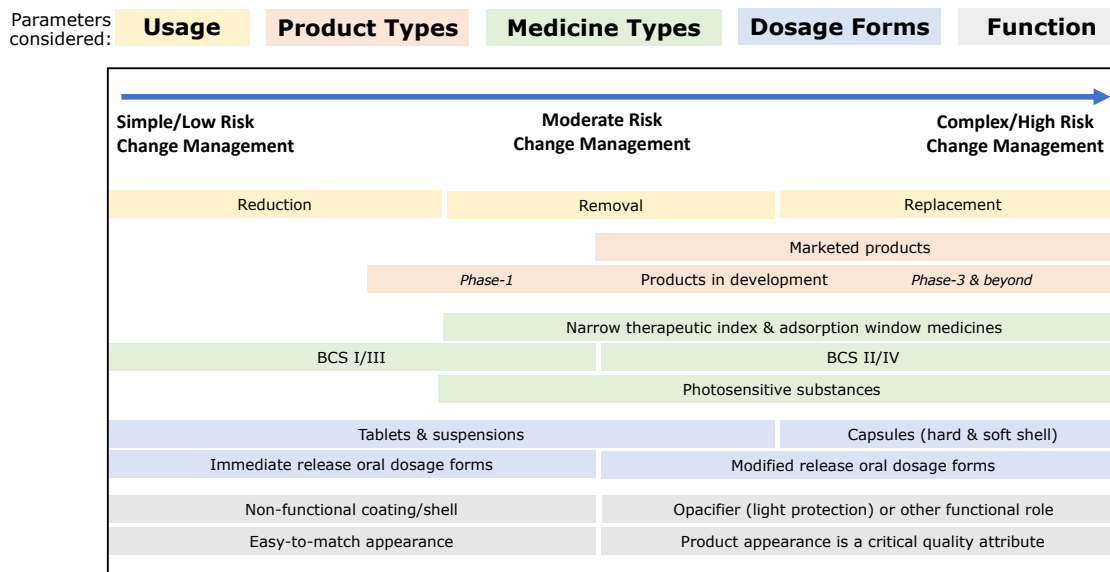 Parameters considered: Usage Product Types Medicine Types Dosage Forms Function
Simple/Low Risk Change Management
Moderate Risk Change Management
Complex/High Risk Change Management
Reduction Removal Replacement
Marketed products
Phase-1 Products in development Phase-3 & beyond
Narrow therapeutic index & adsorption window medicines
BCS I/III BCS II/IV
Photosensitive substances
Tablets & suspensions Capsules (hard & soft shell)
Immediate release oral dosage forms Modified release oral dosage forms
Non-functional coating/shell Opacifier (light protection) or other functional role
Easy-to-match appearance Product appearance is a critical quality attribute